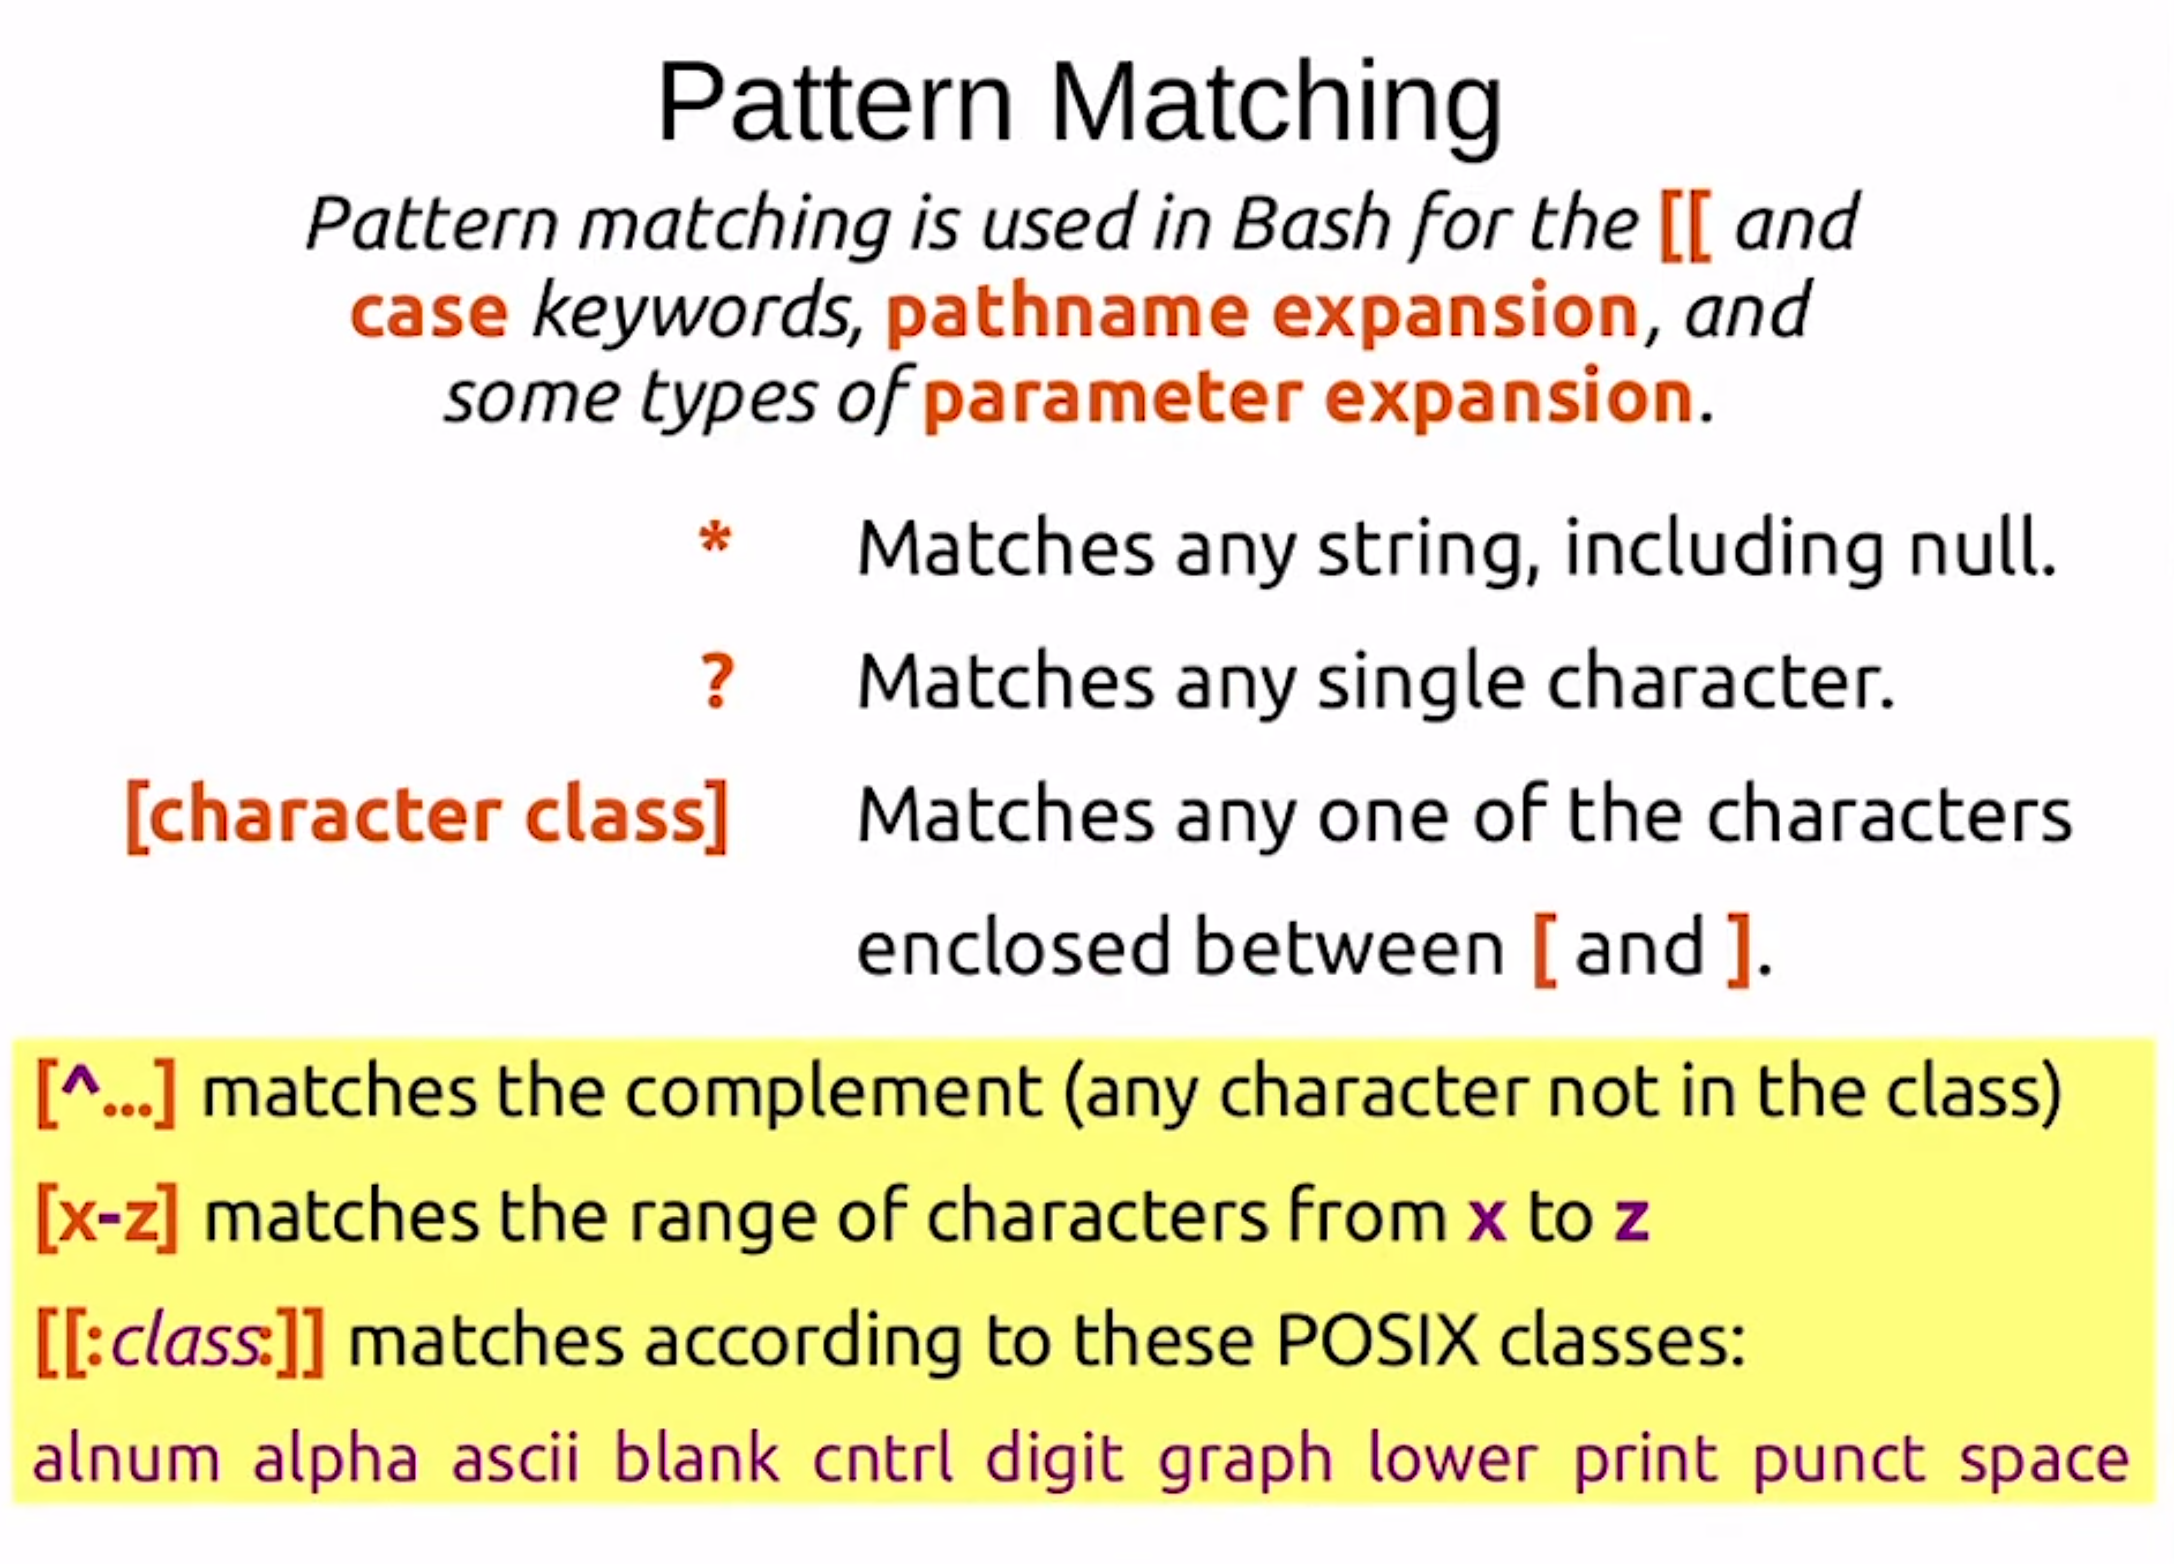 Pattern Matching
Pattern matching is used in Bash for the [[ and
case keywords, pathname expansion, and
some types of parameter expansion.
* Matches any string, including null.
? Matches any single character.
[character class] Matches any one of the characters
enclosed between [ and ].
[^...] matches the complement (any character not in the class)
[x-z] matches the range of characters from x to z
[[:class:]] matches according to these POSIX classes:
alnum alpha ascii blank cntrl digit graph lower print punct space